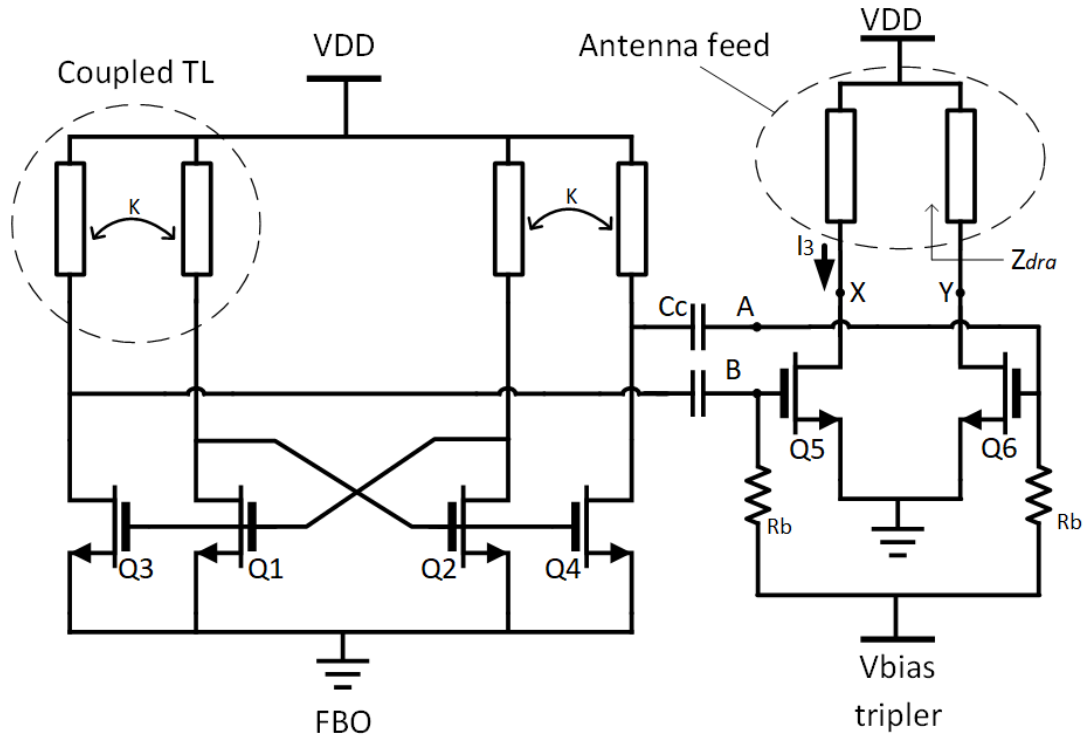 VDD
Antenna feed
VDD
Coupled TL
K
K
I3
Zdra
X
Y
Cc
A
B
Q3
Q1
Q2
Q4
Q5
Q6
Rb
Rb
FBO
Vbias
tripler